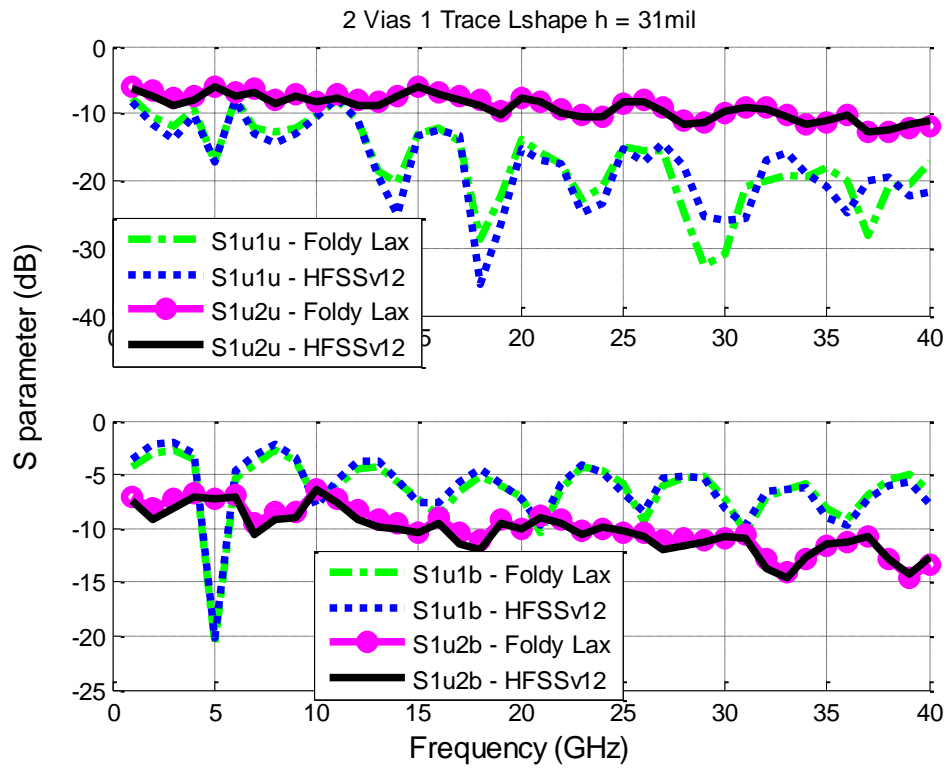 2 Vias 1 Trace Lshape h = 31mil
0
-10
-20
-30
-40
S1u1u - Foldy Lax
S1u1u - HFSSv12
S1u2u - Foldy Lax
S1u2u - HFSSv12
0 15 20 25 30 35 40
S parameter (dB)
0
-5
-10
-15
-20
-25
S1u1b - Foldy Lax
S1u1b - HFSSv12
S1u2b - Foldy Lax
S1u2b - HFSSv12
0 5 10 15 20 25 30 35 40
Frequency (GHz)